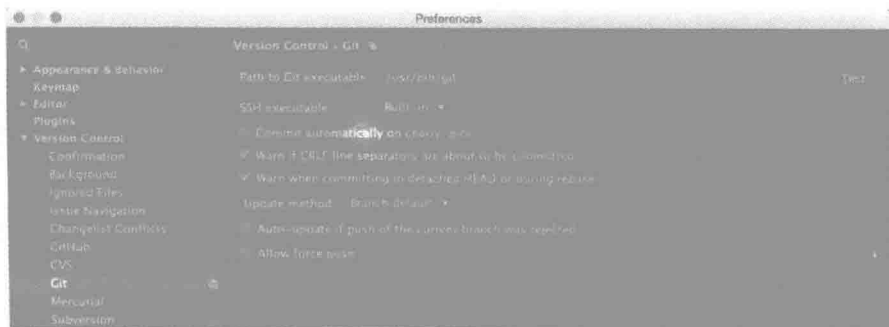 Preferences
Version Control › Git
Appearance & Behavior
Keymap
Editor
Plugins
Version Control
Confirmation
Background
Ignored Files
Issue Navigation
Changelist Conflicts
GitHub
CVS
Git
Mercurial
Subversion
Path to Git executable /usr/bin/git Test
SSH executable Built-in
Commit automatically on cherry-pick
Warn if CRLF line separators are about to be committed
Warn when committing in detached HEAD or during rebase
Update method Branch default
Auto-update if push of the current branch was rejected
Allow force push